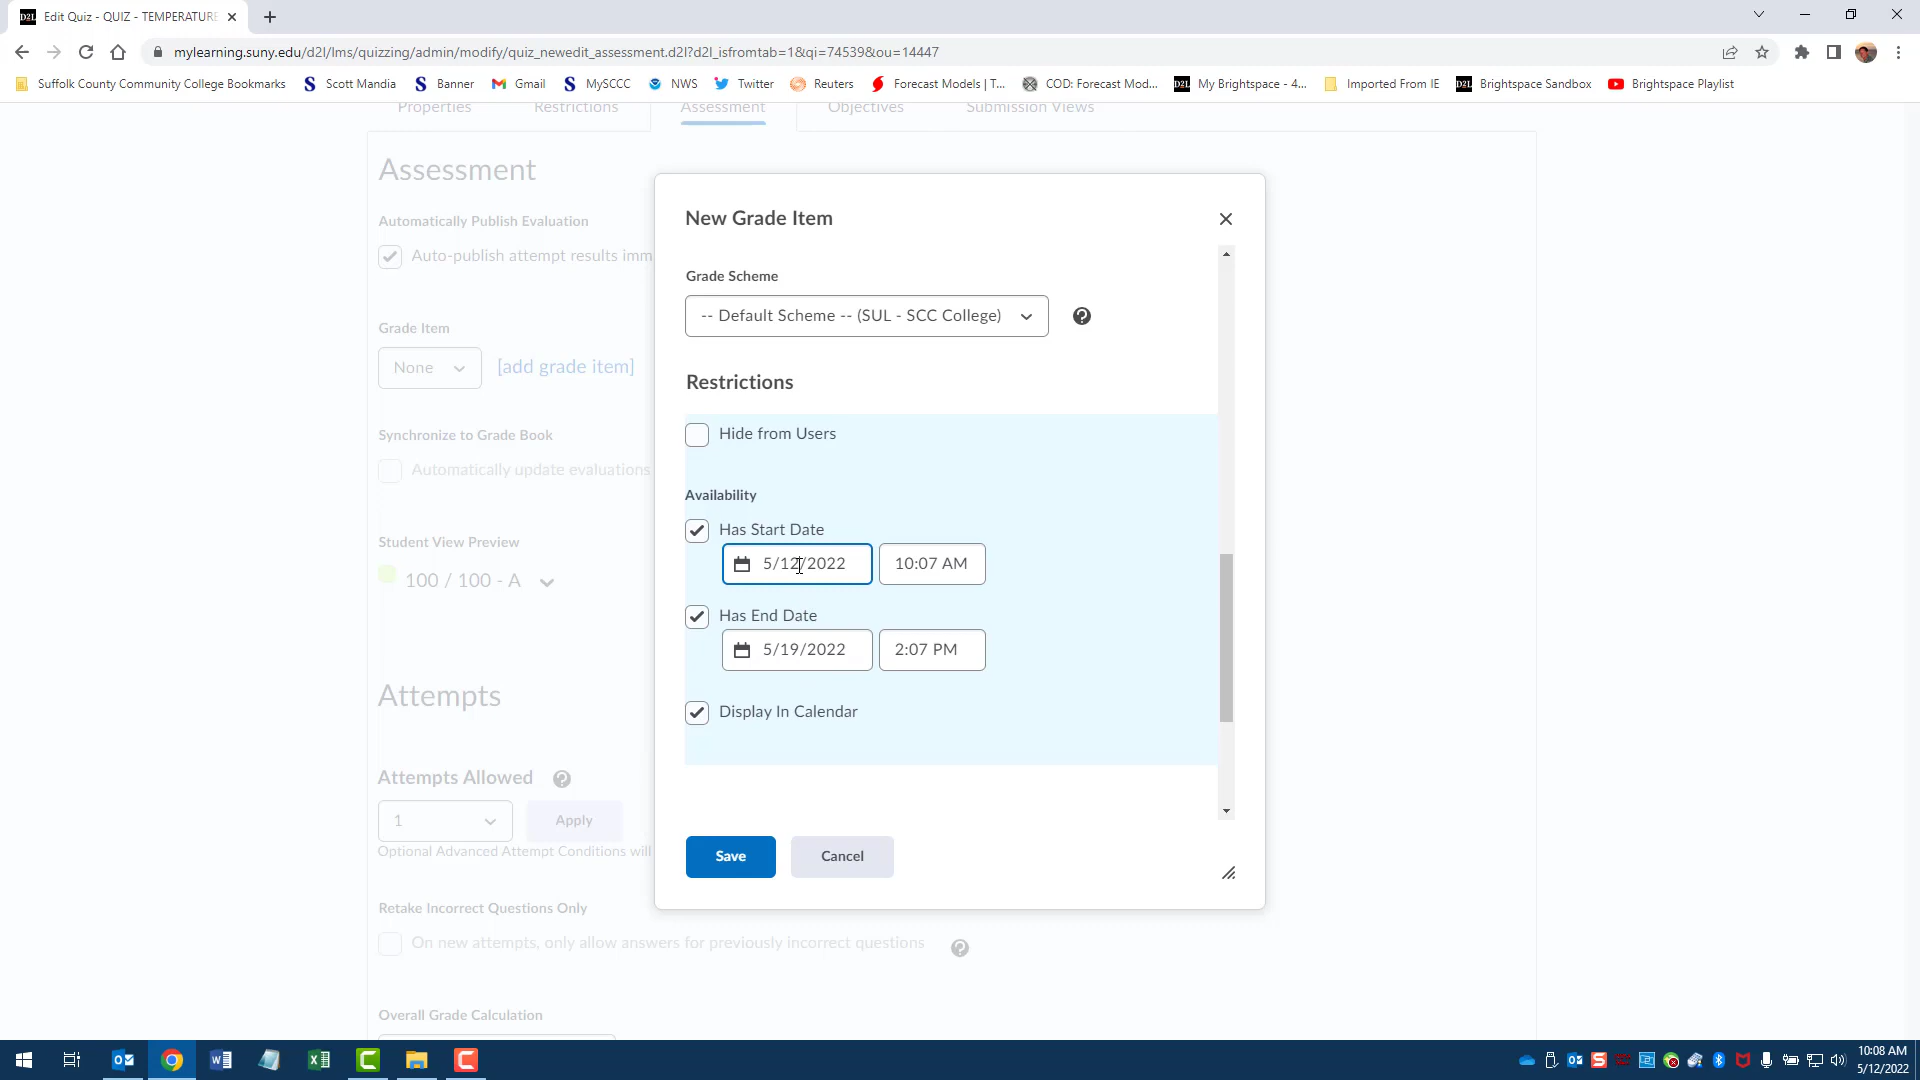 Edit Quiz - QUIZ - TEMPERATURE
mylearning.suny.edu/d2l/lms/quizzing/admin/modify/quiz_newedit_assessment.d2l?d2l_isfromtab=1&qi=74539&ou=14447
Suffolk County Community College Bookmarks
Scott Mandia
Banner
Gmail
MySCCC
NWS
Twitter
Reuters
Forecast Models | T...
COD: Forecast Mod...
My Brightspace - 4...
Imported From IE
Brightspace Sandbox
Brightspace Playlist
Properties
Restrictions
Assessment
Objectives
Submission Views
Assessment
Automatically Publish Evaluation
Auto-publish attempt results imm
Grade Item
None
[add grade item]
Synchronize to Grade Book
Automatically update evaluations
Student View Preview
100 / 100 - A
Attempts
Attempts Allowed
1
Apply
Optional Advanced Attempt Conditions will
Retake Incorrect Questions Only
On new attempts, only allow answers for previously incorrect questions
Overall Grade Calculation
New Grade Item
Grade Scheme
-- Default Scheme -- (SUL - SCC College)
Restrictions
Hide from Users
Availability
Has Start Date
5/12/2022
10:07 AM
Has End Date
5/19/2022
2:07 PM
Display In Calendar
Save
Cancel
10:08 AM
5/12/2022